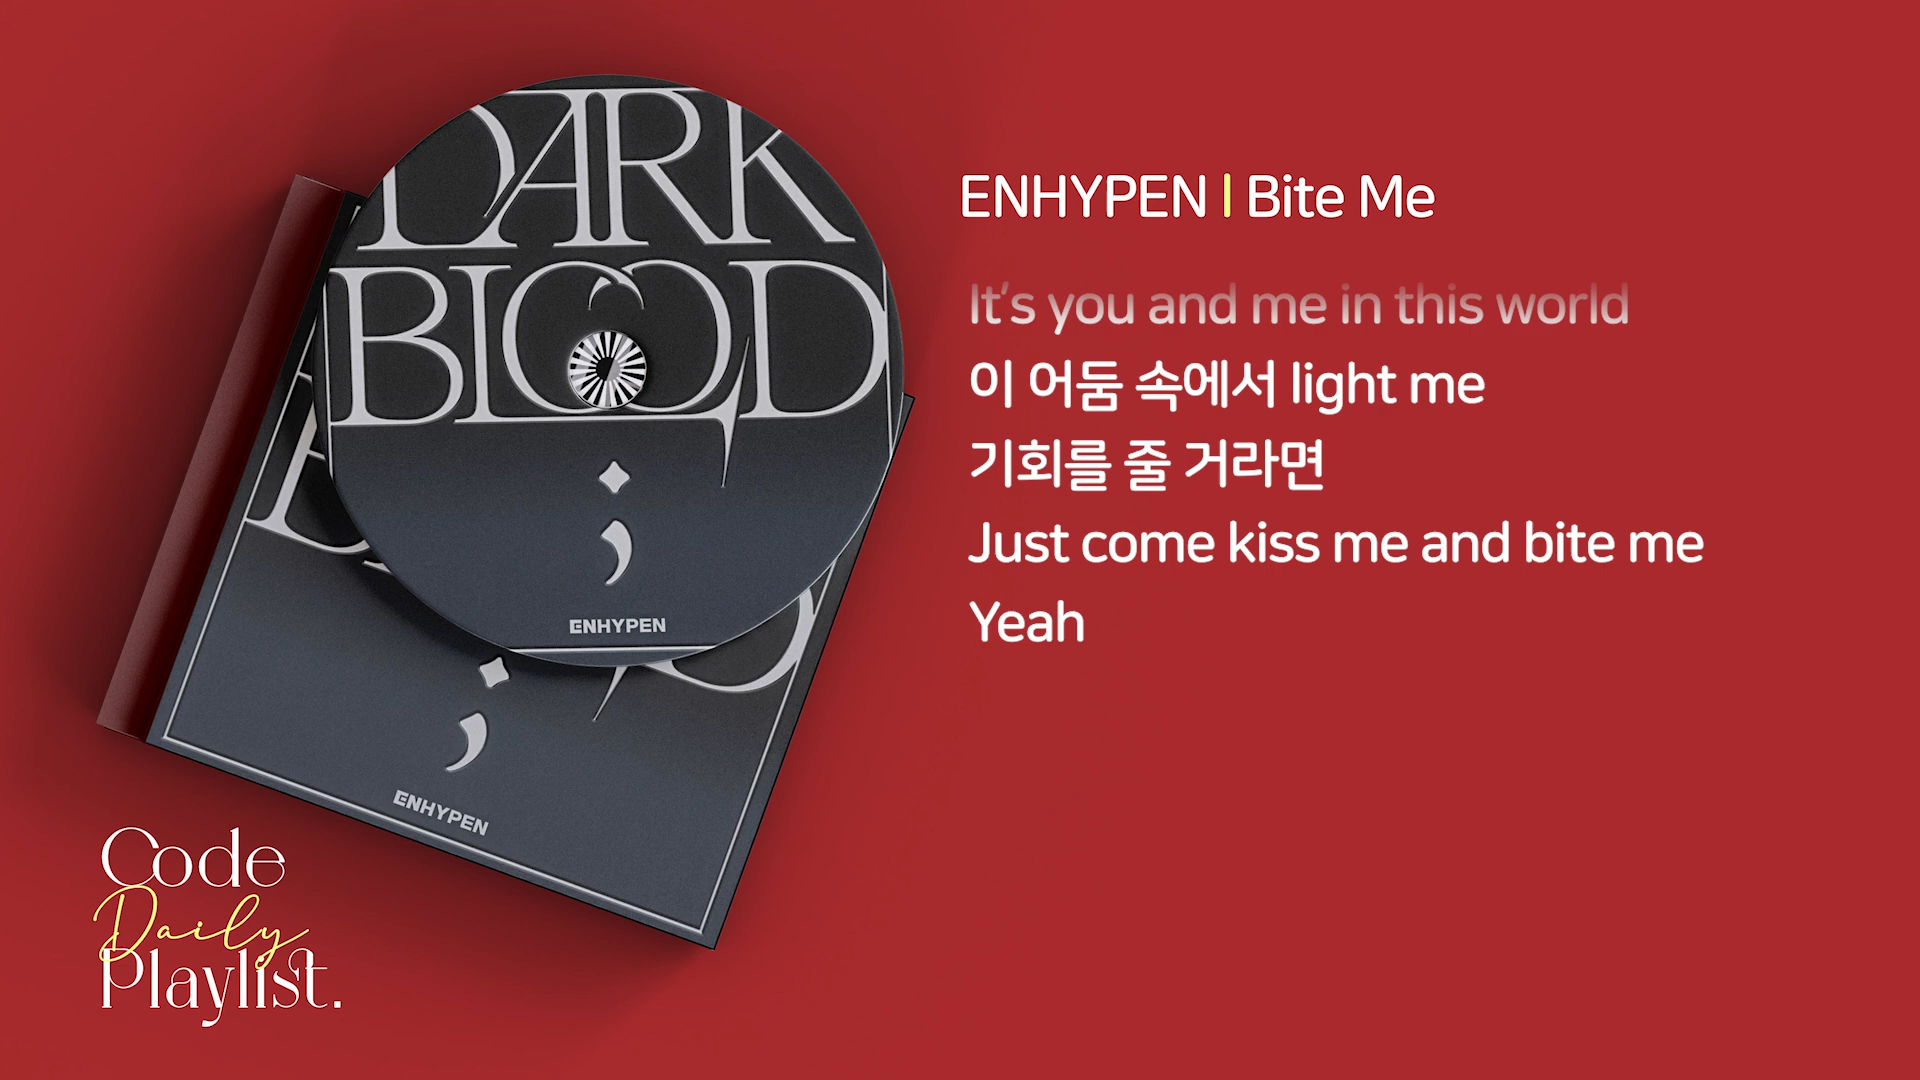 DARK
BLOOD
ENHYPEN
ENHYPEN
ENHYPEN | Bite Me
It's you and me in this world
이 어둠 속에서 light me
기회를 줄 거라면
Just come kiss me and bite me
Yeah
Code
Daily
Playlist.